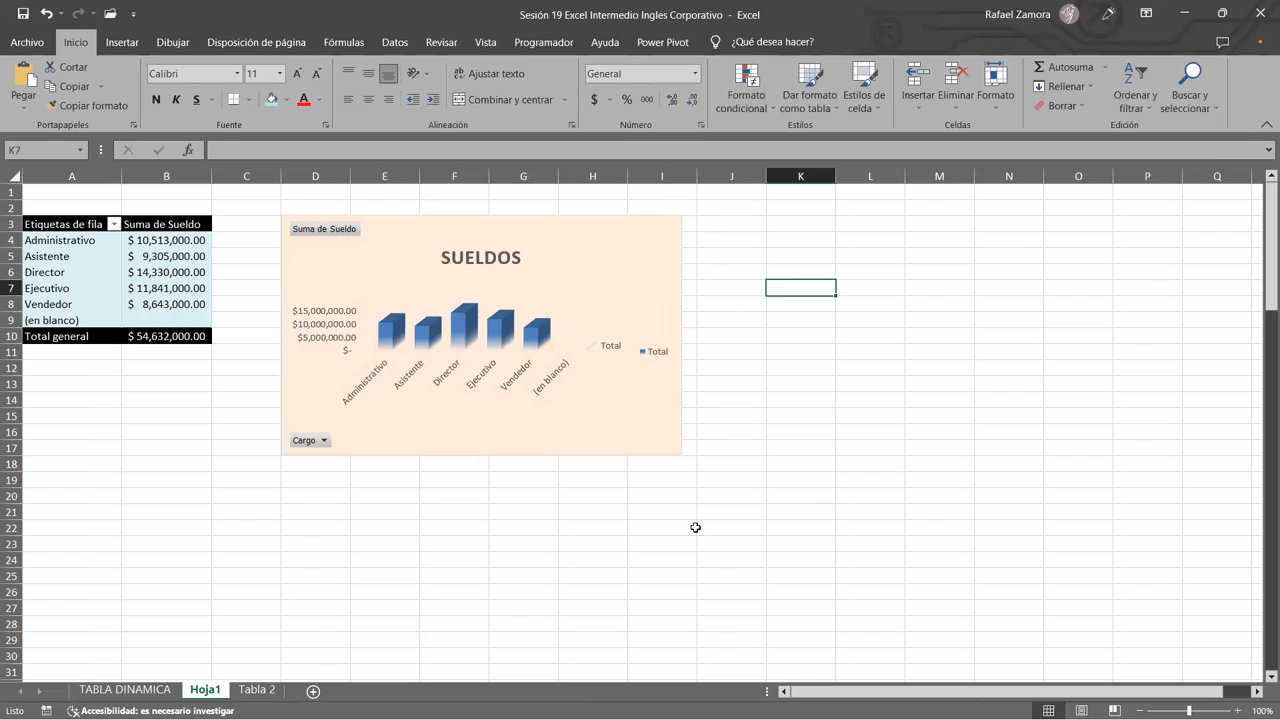 Sesión 19 Excel Intermedio Ingles Corporativo - Excel
Rafael Zamora
Archivo Inicio Insertar Dibujar Disposición de página Fórmulas Datos Revisar Vista Programador Ayuda Power Pivot ¿Qué desea hacer?
Pegar
Cortar
Copiar
Copiar formato
Portapapeles
Calibri 11
N K S
Fuente
Ajustar texto
Combinar y centrar
Alineación
General
$ % 000
Número
Formato condicional
Dar formato como tabla
Estilos de celda
Estilos
Insertar Eliminar Formato
Celdas
Autosuma
Rellenar
Borrar
Ordenar y filtrar
Buscar y seleccionar
Edición
K7
fx
A B C D E F G H I J K L M N O P Q
1
2
3 Etiquetas de fila Suma de Sueldo
4 Administrativo $ 10,513,000.00
5 Asistente $ 9,305,000.00
6 Director $ 14,330,000.00
7 Ejecutivo $ 11,841,000.00
8 Vendedor $ 8,643,000.00
9 (en blanco)
10 Total general $ 54,632,000.00
11
12
13
14
15
16
17
18
19
20
21
22
23
24
25
26
27
28
29
30
31
Suma de Sueldo
SUELDOS
$15,000,000.00
$10,000,000.00
$5,000,000.00
$-
Administrativo
Asistente
Director
Ejecutivo
Vendedor
(en blanco)
Total
Total
Cargo
TABLA DINAMICA Hoja1 Tabla 2
Listo Accesibilidad: es necesario investigar 100%